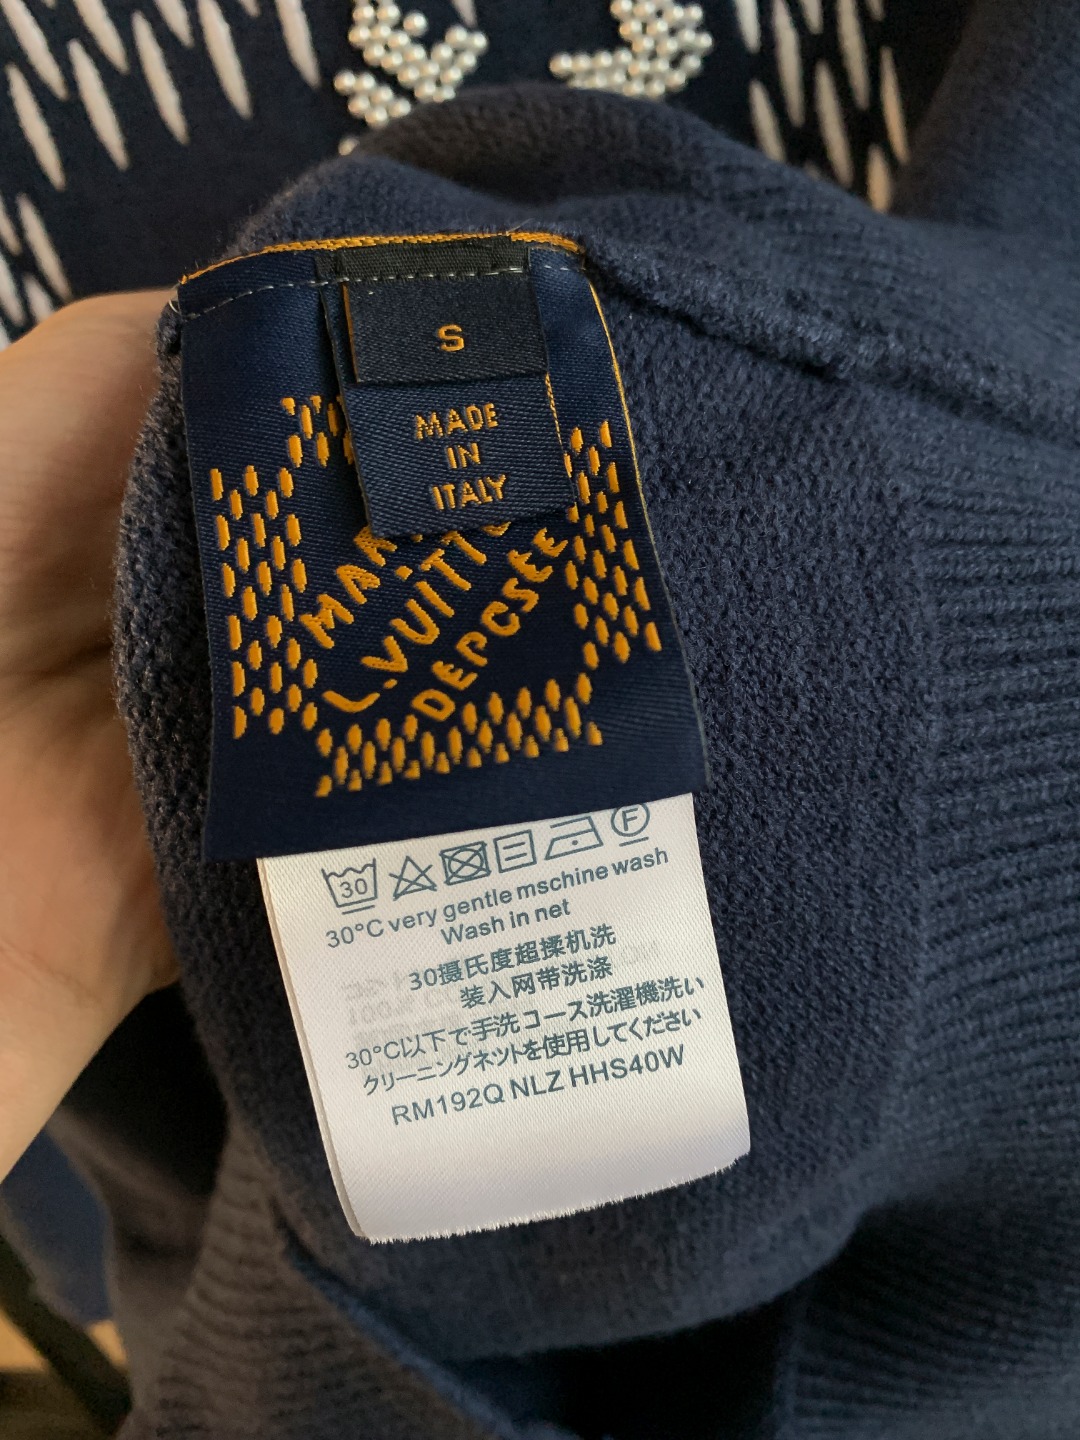 S
MADE
IN
ITALY
L.VUITTO
DEPCSEE
30
F
30°C very gentle mschine wash
Wash in net
30摄氏度超揉机洗
装入网带洗涤
30°C以下で手洗コース洗濯機洗い
クリーニングネットを使用してください
RM192Q NLZ HHS40W